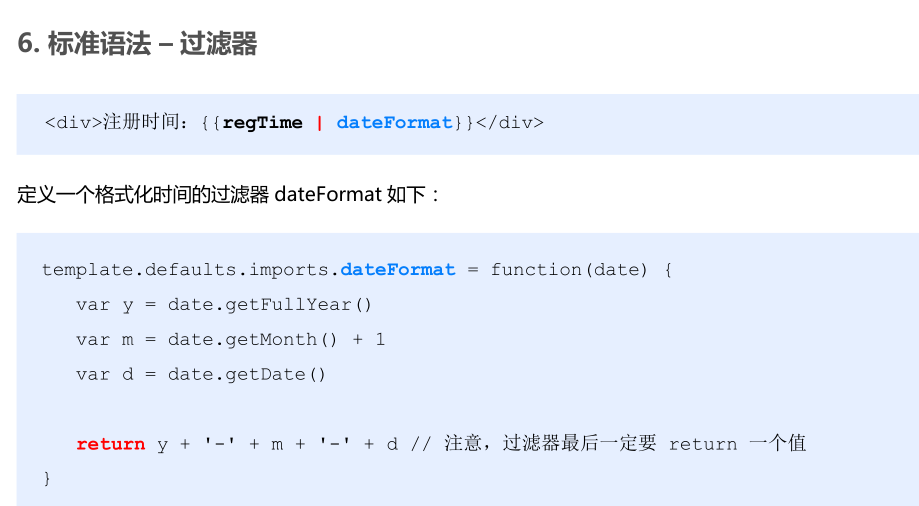 6. 标准语法 – 过滤器
<div>注册时间：{{regTime | dateFormat}}</div>
定义一个格式化时间的过滤器 dateFormat 如下：
template.defaults.imports.dateFormat = function(date) {
var y = date.getFullYear()
var m = date.getMonth() + 1
var d = date.getDate()
return y + '-' + m + '-' + d // 注意，过滤器最后一定要 return 一个值
}